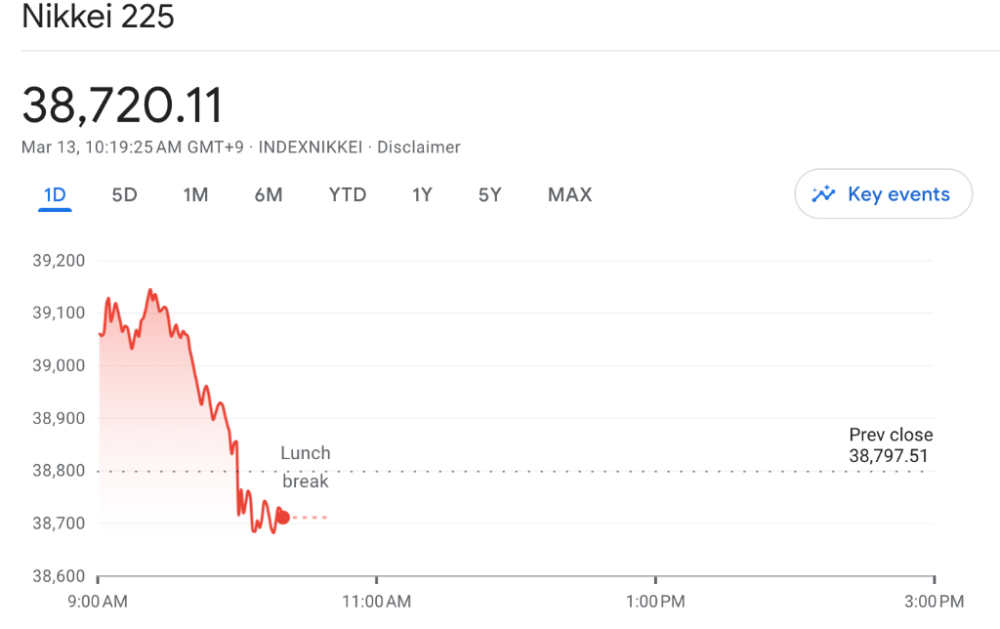 Nikkei 225
38,720.11
Mar 13, 10:19:25 AM GMT+9 · INDEXNIKKEI · Disclaimer
1D 5D 1M 6M YTD 1Y 5Y MAX Key events
39,200
39,100
39,000
38,900
38,800
38,700
38,600
Lunch
break
Prev close
38,797.51
9:00 AM 11:00 AM 1:00 PM 3:00 PM